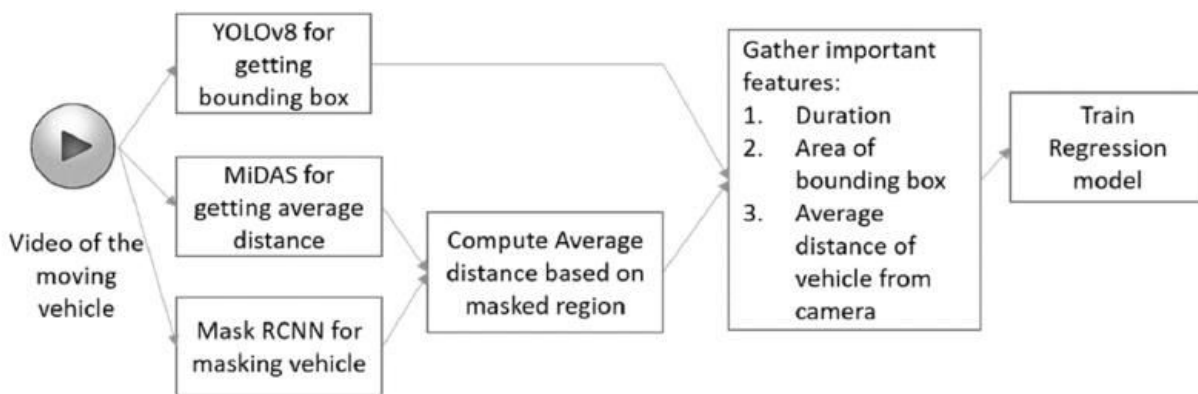 YOLOv8 for
getting
bounding box
MiDAS for
getting average
distance
Video of the
moving
vehicle
Mask RCNN for
masking vehicle
Compute Average
distance based on
masked region
Gather important
features:
1. Duration
2. Area of
bounding box
3. Average
distance of
vehicle from
camera
Train
Regression
model